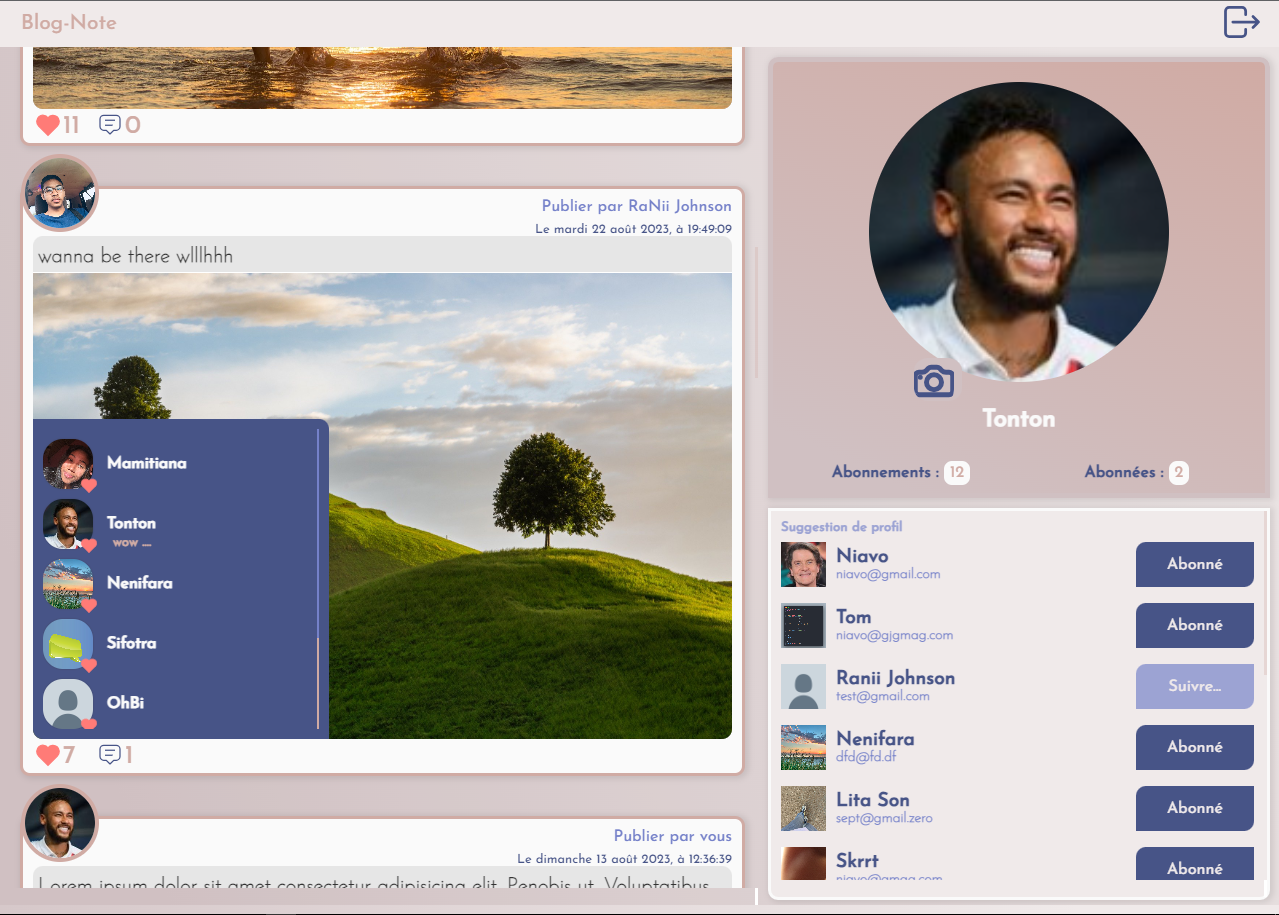 Blog-Note
11 0
Publier par RaNii Johnson
Le mardi 22 août 2023, à 19:49:09
wanna be there wlllhhh
Mamitiana
Tonton
wow ...
Nenifara
Sifotra
OhBi
7 1
Publier par vous
Le dimanche 13 août 2023, à 12:36:39
Lorem ipsum dolor sit amet consectetur adipisicing elit. Penobis ut. Voluptatibus
Tonton
Abonnements : 12 Abonnées : 2
Suggestion de profil
Niavo
niavo@gmail.com
Abonné
Tom
niavo@gjgmag.com
Abonné
Ranii Johnson
test@gmail.com
Suivre...
Nenifara
dfd@fd.df
Abonné
Lita Son
sept@gmail.zero
Abonné
Skrrt
niavo@gmag.com
Abonné